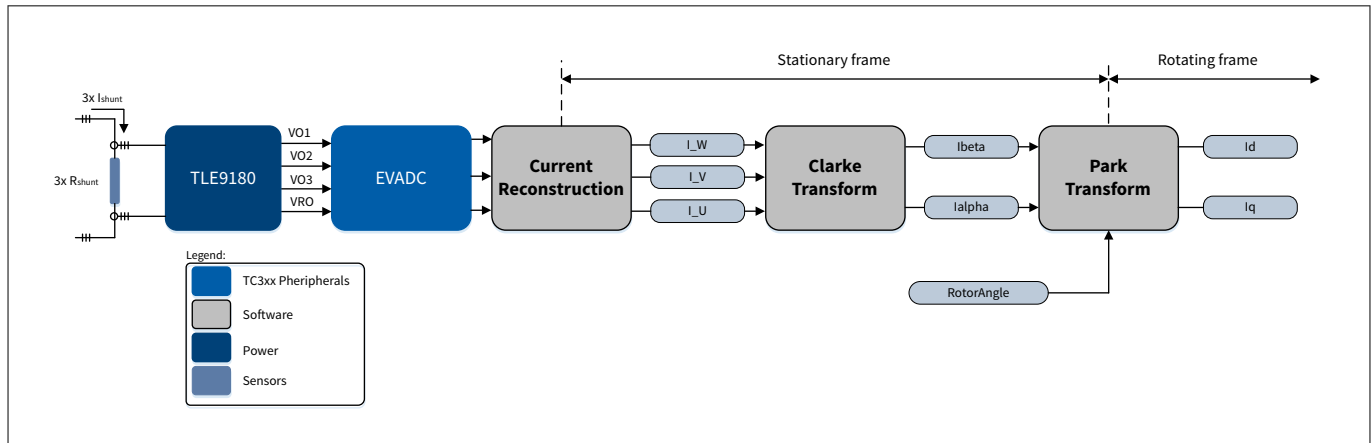 Stationary frame
Rotating frame
3x Ishunt
3x Rshunt
TLE9180
VO1
VO2
VO3
VRO
EVADC
Current
Reconstruction
I_W
I_V
I_U
Clarke
Transform
Ibeta
Ialpha
Park
Transform
Id
Iq
RotorAngle
Legend:
TC3xx Pheripherals
Software
Power
Sensors